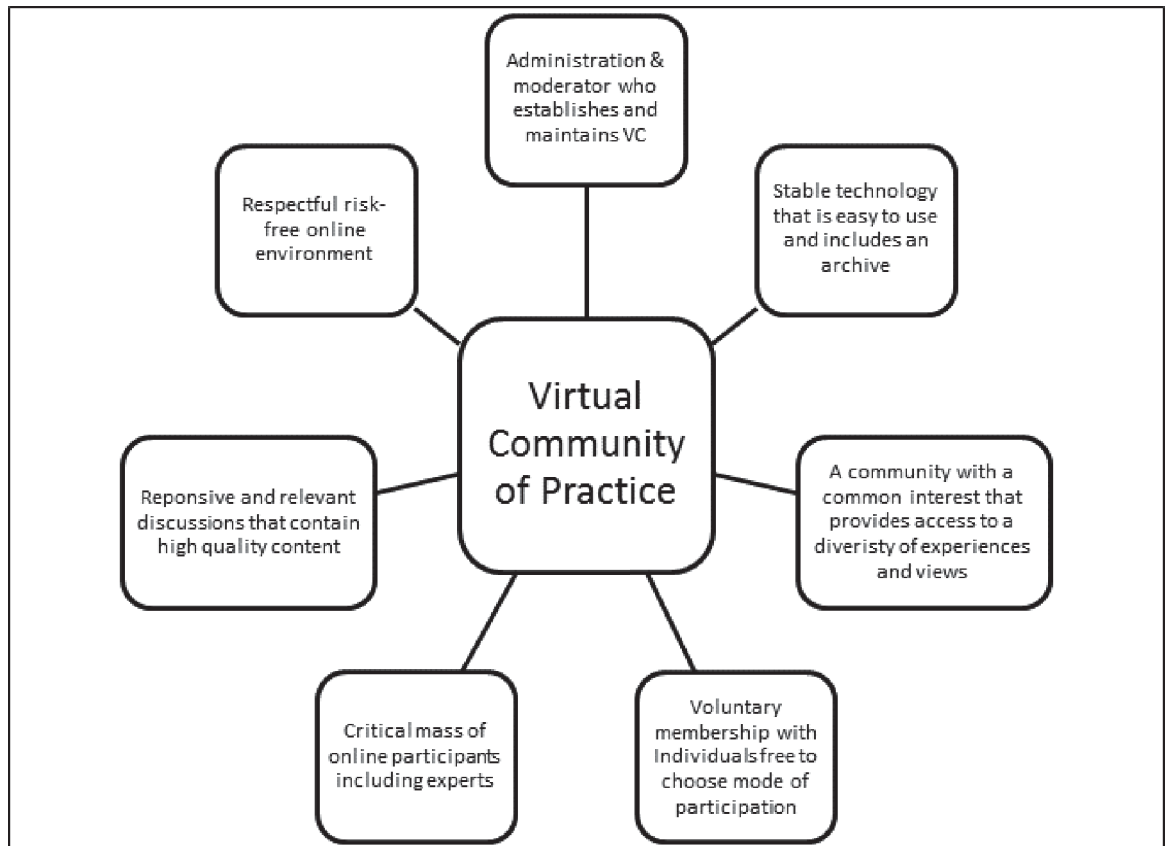 Administration &
moderator who
establishes and
maintains VC
Respectful risk-
free online
environment
Stable technology
that is easy to use
and includes an
archive
Virtual
Community
of Practice
Reponsive and relevant
discussions that contain
high quality content
A community with a
common interest that
provides access to a
diveristy of experiences
and views
Critical mass of
online participants
including experts
Voluntary
membership with
Individuals free to
choose mode of
participation